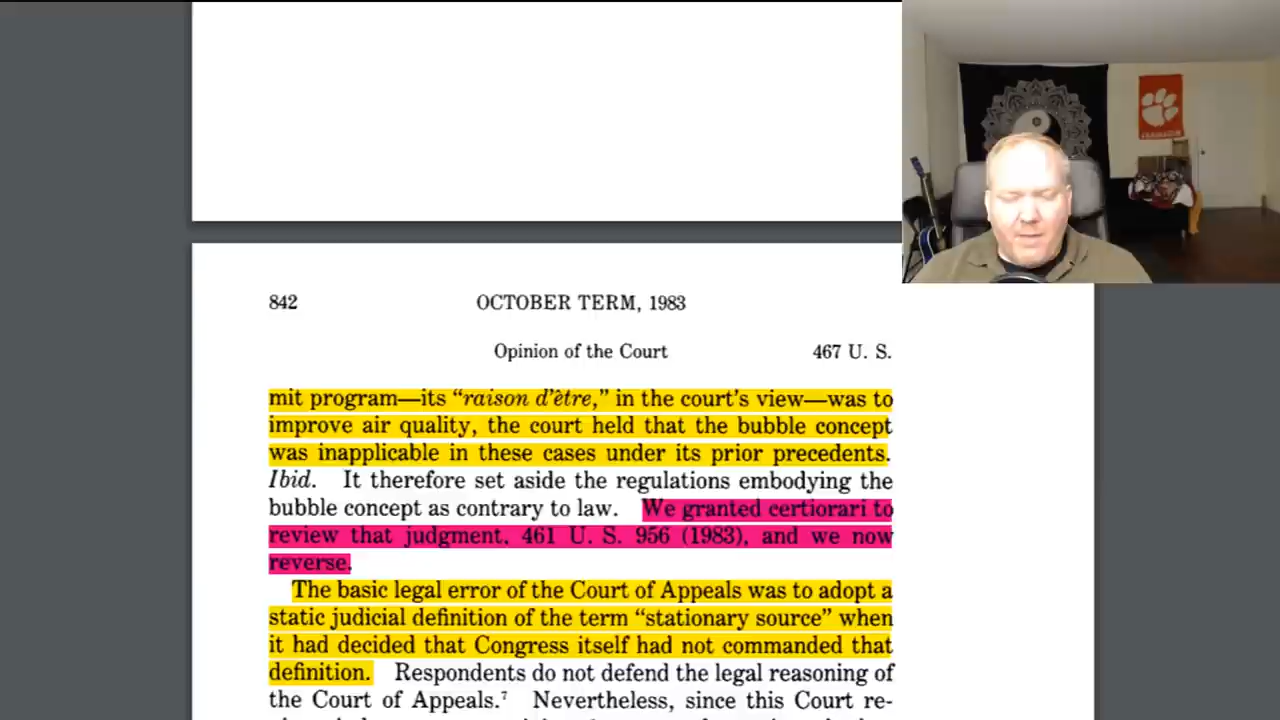 842
OCTOBER TERM, 1983
Opinion of the Court
467 U. S.
mit program—its “raison d’être,” in the court’s view—was to
improve air quality, the court held that the bubble concept
was inapplicable in these cases under its prior precedents.
Ibid. It therefore set aside the regulations embodying the
bubble concept as contrary to law. We granted certiorari to
review that judgment, 461 U. S. 956 (1983), and we now
reverse.
The basic legal error of the Court of Appeals was to adopt a
static judicial definition of the term “stationary source” when
it had decided that Congress itself had not commanded that
definition. Respondents do not defend the legal reasoning of
the Court of Appeals.⁷ Nevertheless, since this Court re-